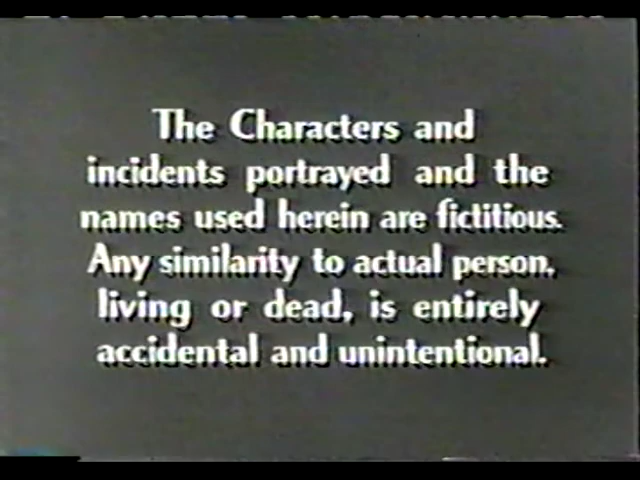 The Characters and
incidents portrayed and the
names used herein are fictitious.
Any similarity to actual person,
living or dead, is entirely
accidental and unintentional.